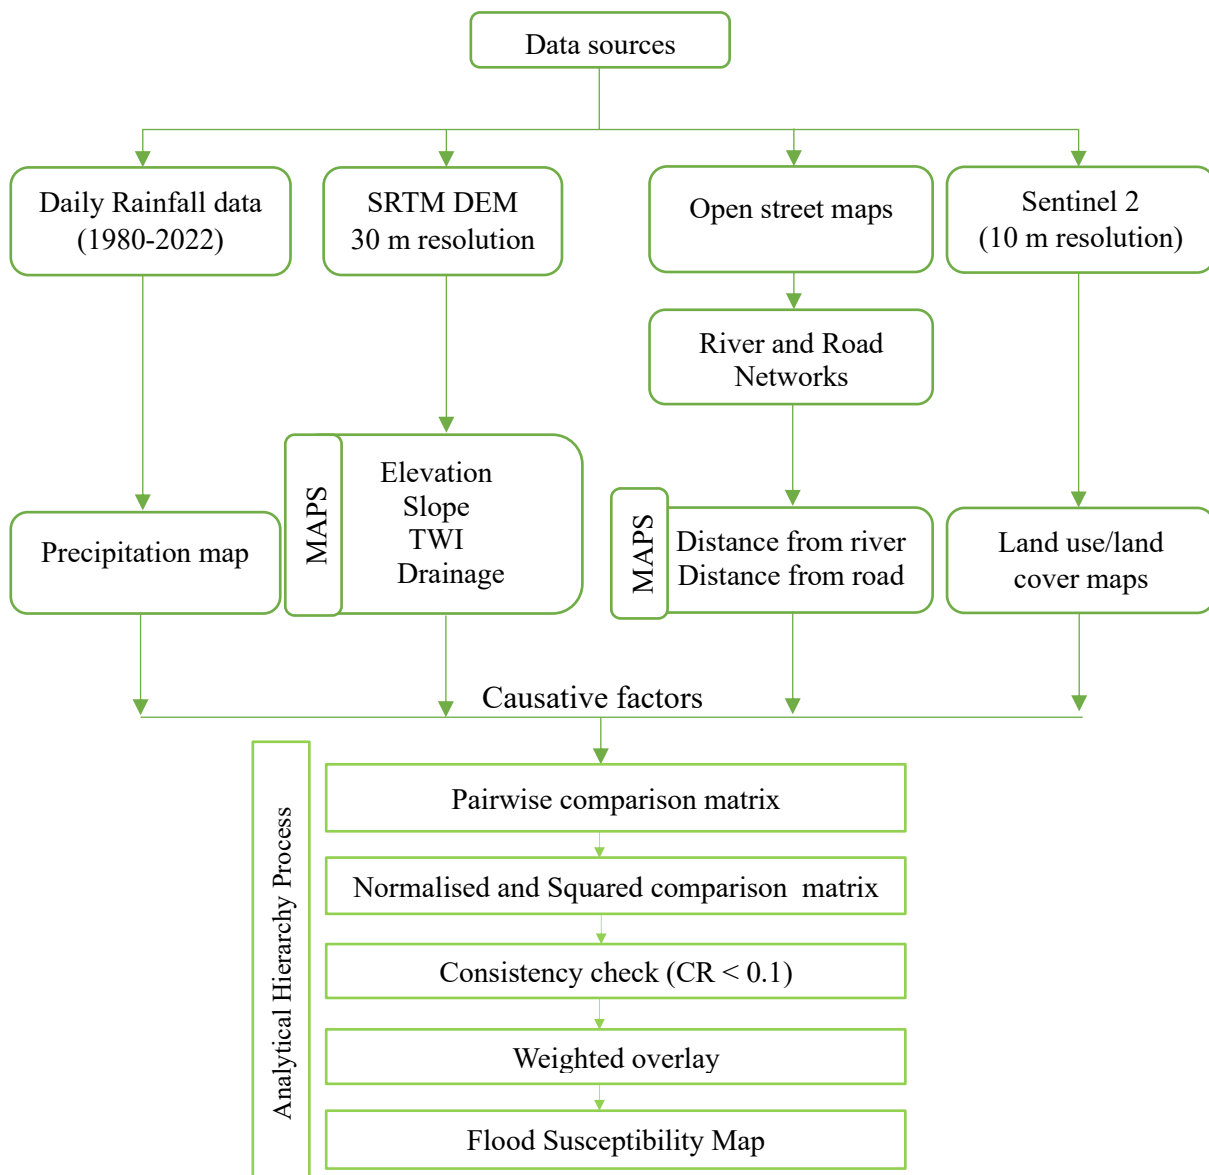 Data sources
Daily Rainfall data
(1980-2022)
SRTM DEM
30 m resolution
Open street maps
Sentinel 2
(10 m resolution)
River and Road
Networks
Precipitation map
MAPS
Elevation
Slope
TWI
Drainage
MAPS
Distance from river
Distance from road
Land use/land
cover maps
Causative factors
Analytical Hierarchy Process
Pairwise comparison matrix
Normalised and Squared comparison matrix
Consistency check (CR < 0.1)
Weighted overlay
Flood Susceptibility Map